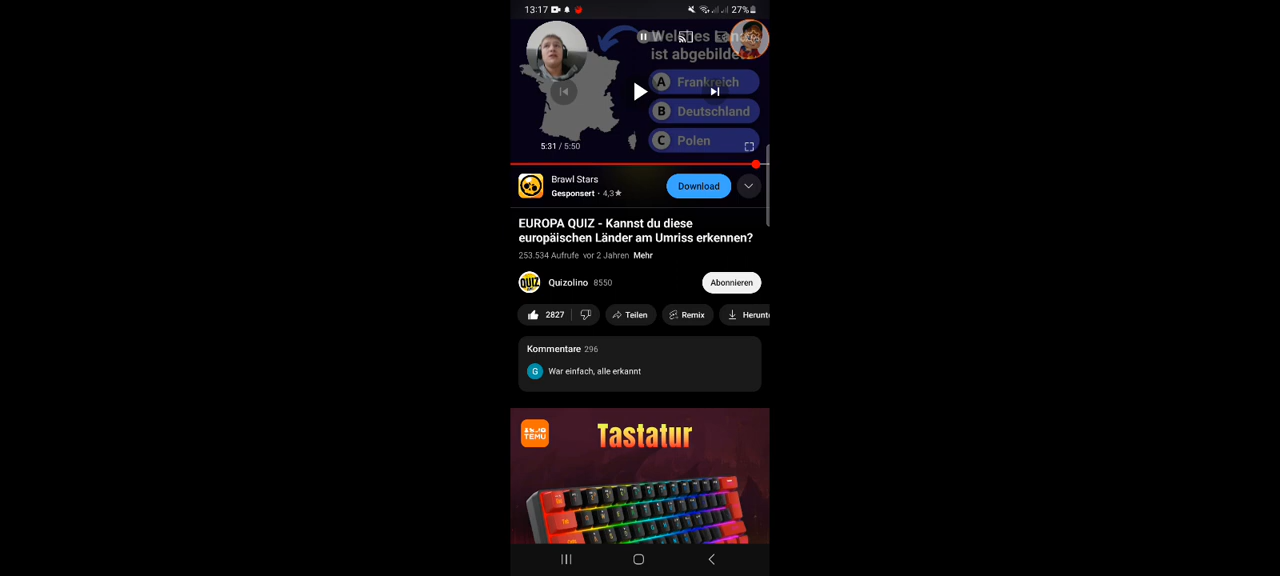 13:17
27%
Welches Land
ist abgebildet
A Frankreich
B Deutschland
C Polen
5:31 / 5:50
Brawl Stars
Gesponsert • 4,3★
Download
EUROPA QUIZ - Kannst du diese
europäischen Länder am Umriss erkennen?
253.534 Aufrufe vor 2 Jahren Mehr
QUIZ
Quizolino 8550
Abonnieren
2827
Teilen
Remix
Herunt
Kommentare 296
G War einfach, alle erkannt
TEMU
Tastatur